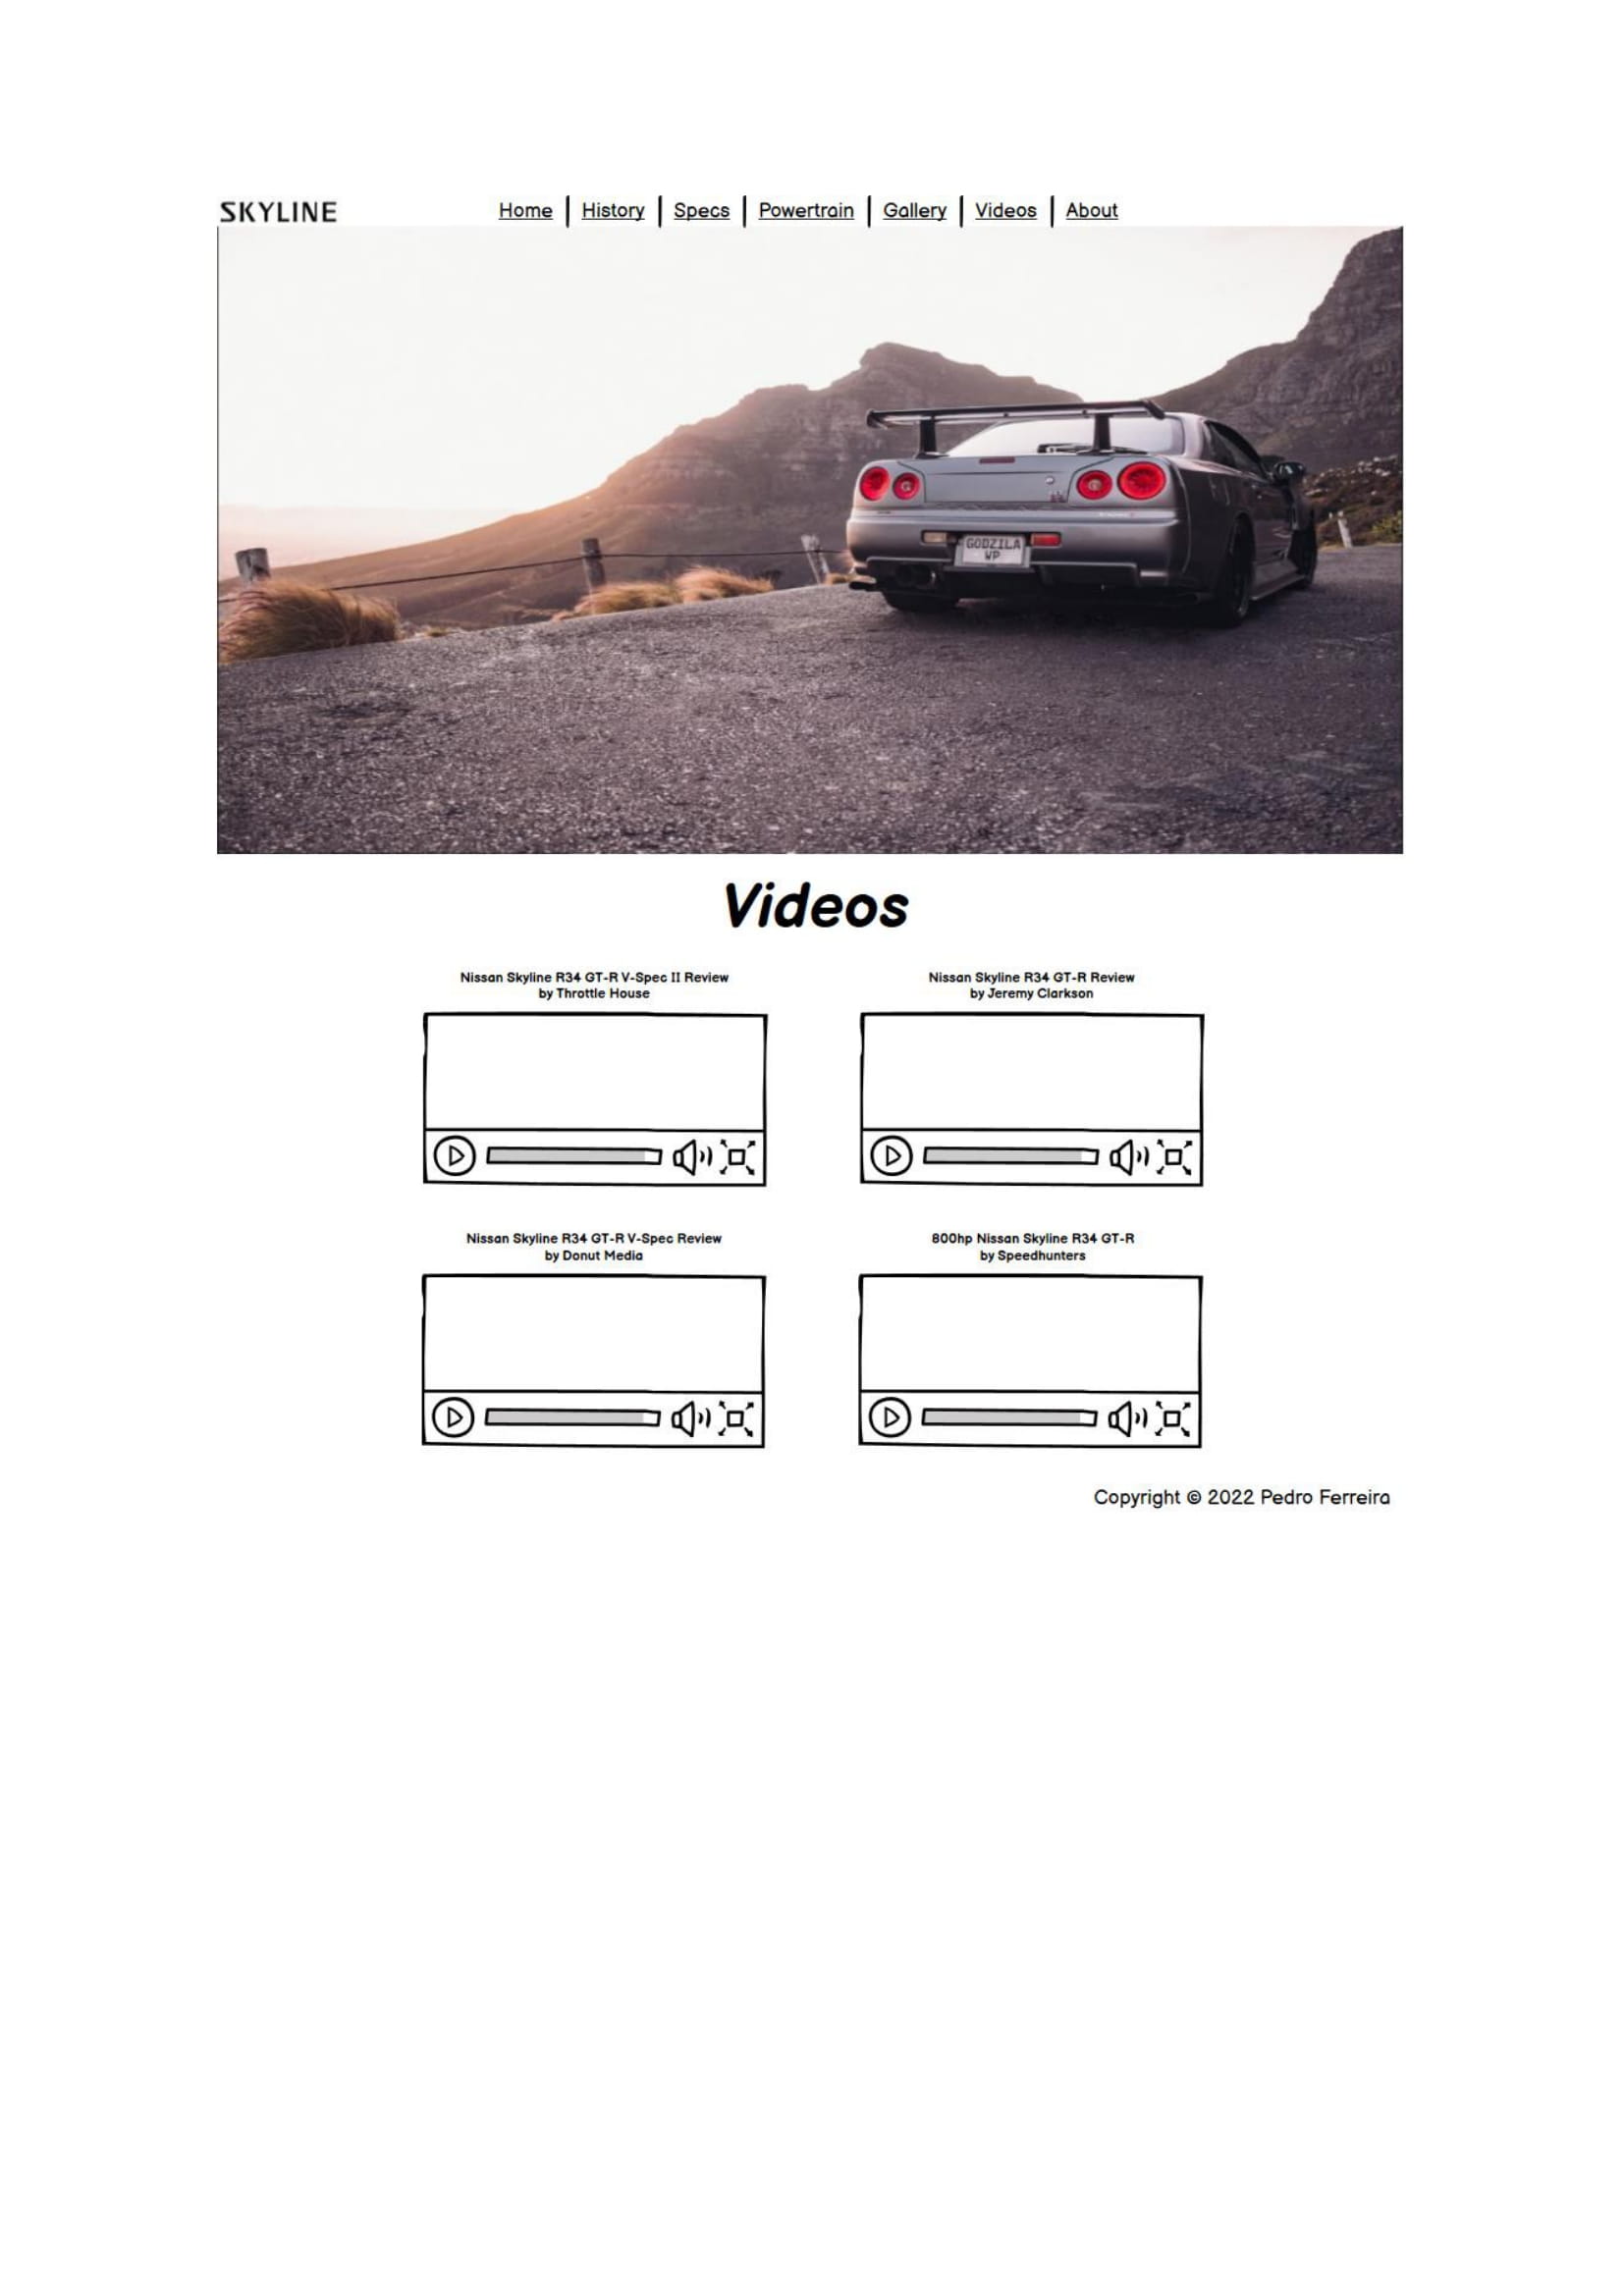 SKYLINE
Home History Specs Powertrain Gallery Videos About
GODZILA
WP
Videos
Nissan Skyline R34 GT-R V-Spec II Review
by Throttle House
Nissan Skyline R34 GT-R Review
by Jeremy Clarkson
Nissan Skyline R34 GT-R V-Spec Review
by Donut Media
800hp Nissan Skyline R34 GT-R
by Speedhunters
Copyright © 2022 Pedro Ferreira